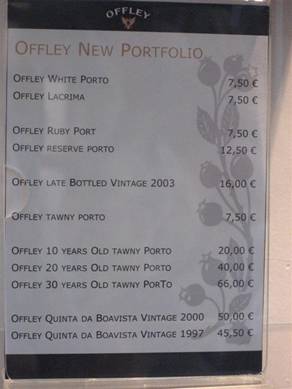 OFFLEY
OFFLEY NEW PORTFOLIO
OFFLEY WHITE PORTO 7,50 €
OFFLEY LACRIMA 7,50 €
OFFLEY RUBY PORT 7,50 €
OFFLEY RESERVE PORTO 12,50 €
OFFLEY LATE BOTTLED VINTAGE 2003 16,00 €
OFFLEY TAWNY PORTO 7,50 €
OFFLEY 10 YEARS OLD TAWNY PORTO 20,00 €
OFFLEY 20 YEARS OLD TAWNY PORTO 40,00 €
OFFLEY 30 YEARS OLD TAWNY PORTO 66,00 €
OFFLEY QUINTA DA BOAVISTA VINTAGE 2000 50,00 €
OFFLEY QUINTA DA BOAVISTA VINTAGE 1997 45,50 €